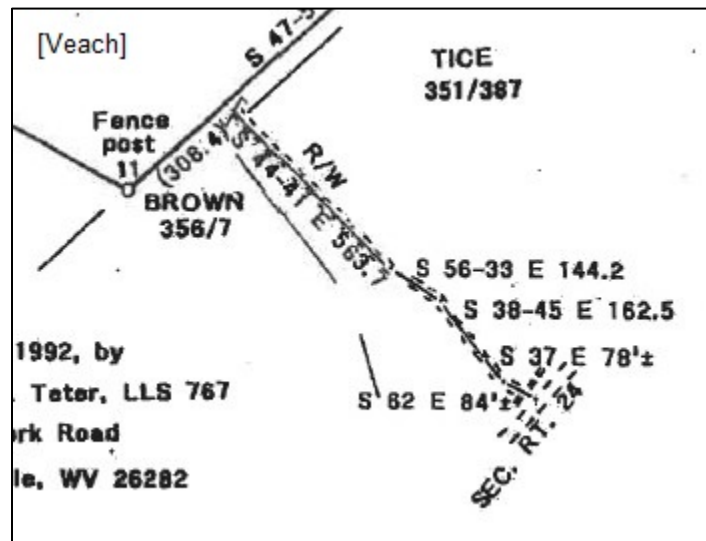 [Veach]
S 47-5
TICE
351/387
Fence
post
11
(308.4)
BROWN
356/7
R/W
S 44-41 E 563.7
S 56-33 E 144.2
S 38-45 E 162.5
S 37 E 78'±
S 62 E 84'±
SEC. RT. 24
1992, by
. Teter, LLS 767
rk Road
le, WV 26282